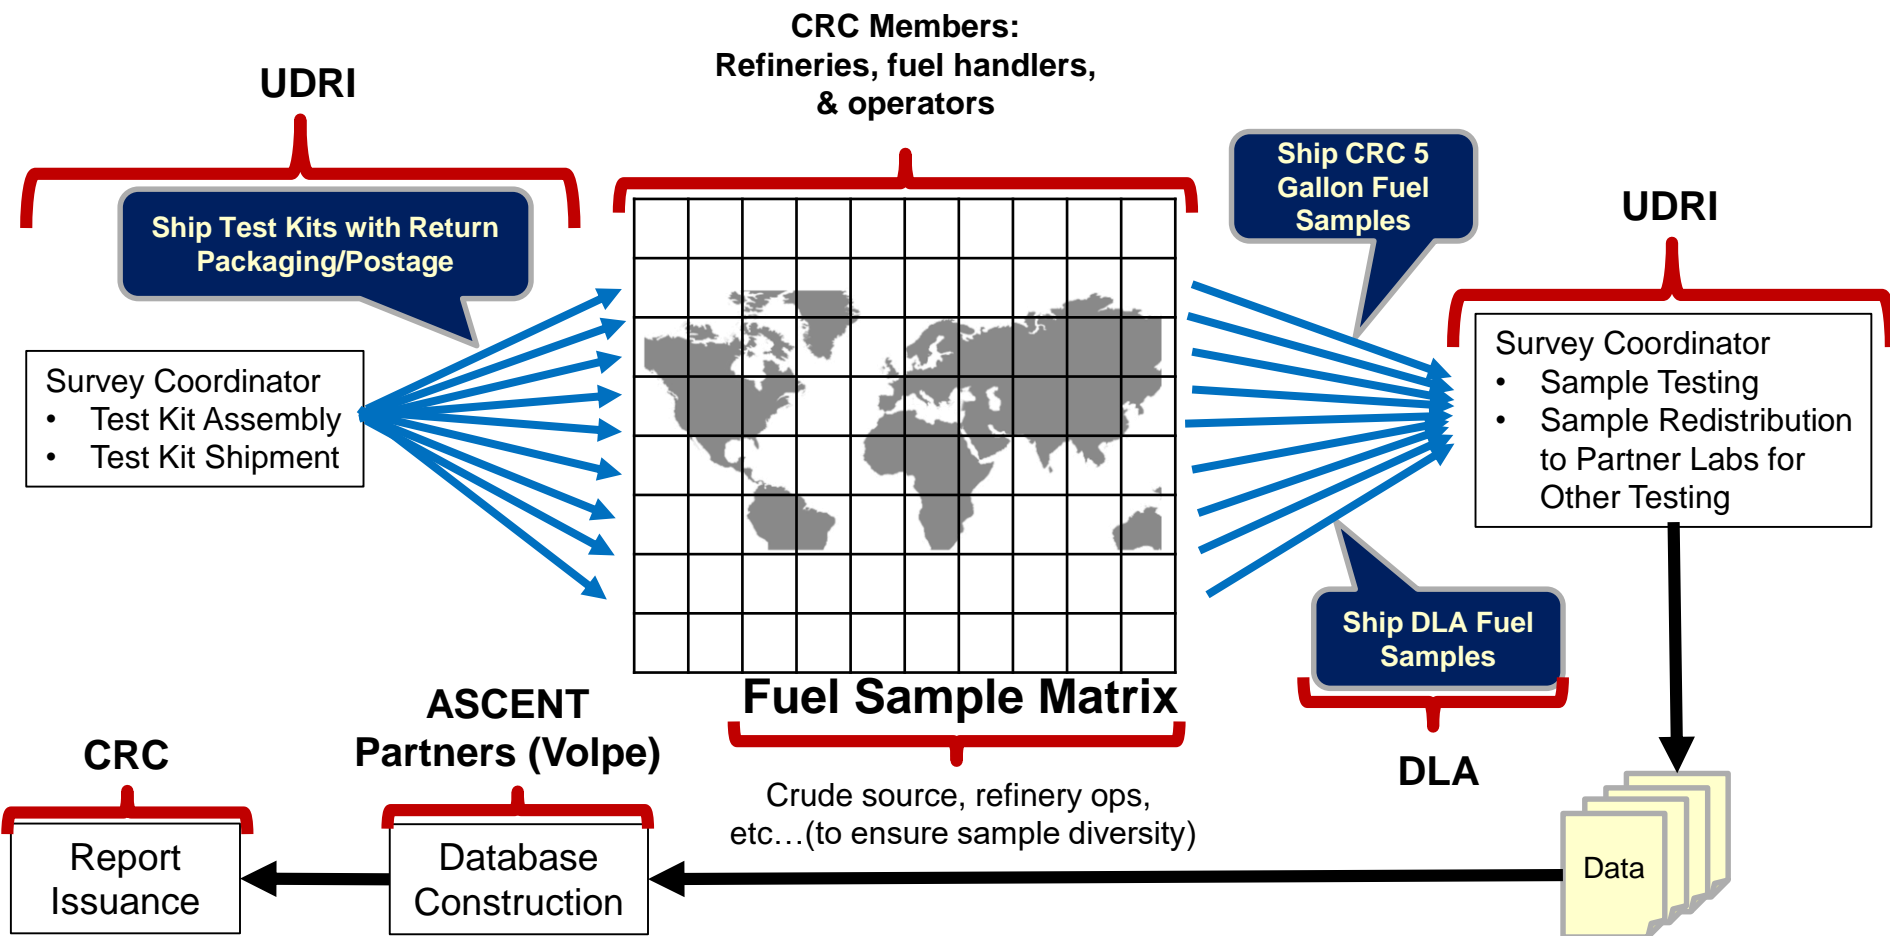 CRC Members:
Refineries, fuel handlers,
& operators
UDRI
Ship Test Kits with Return
Packaging/Postage
Survey Coordinator
• Test Kit Assembly
• Test Kit Shipment
Ship CRC 5
Gallon Fuel
Samples
UDRI
Survey Coordinator
• Sample Testing
• Sample Redistribution
to Partner Labs for
Other Testing
Ship DLA Fuel
Samples
DLA
Fuel Sample Matrix
Crude source, refinery ops,
etc…(to ensure sample diversity)
Data
ASCENT
Partners (Volpe)
Database
Construction
CRC
Report
Issuance